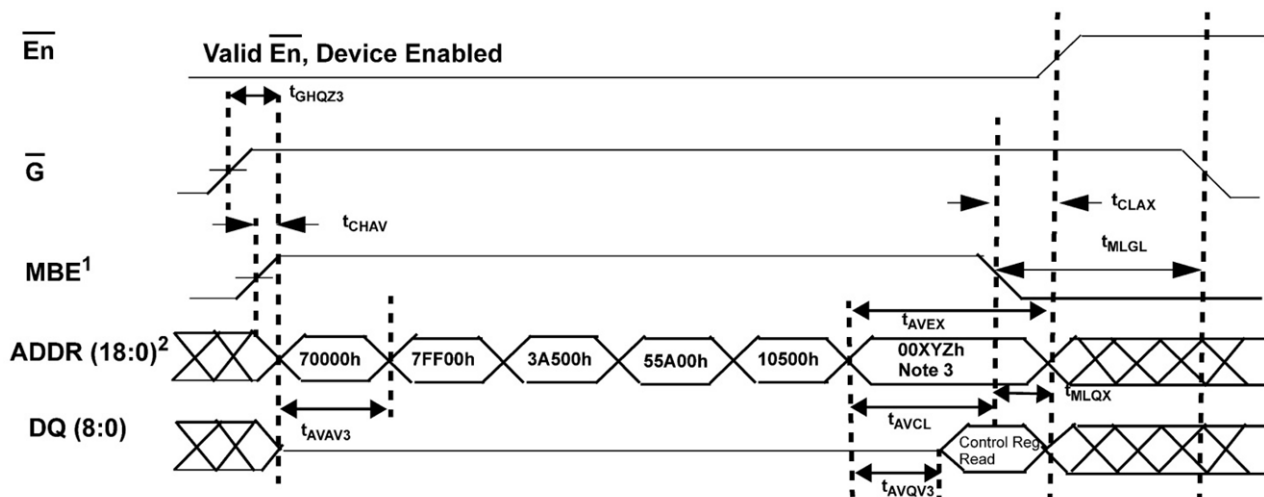 En
Valid En, Device Enabled
tGHQZ3
G
tCLAX
tCHAV
tMLGL
MBE1
tAVEX
ADDR (18:0)2
70000h
7FF00h
3A500h
55A00h
10500h
00XYZh
Note 3
tMLQX
tAVAV3
tAVCL
DQ (8:0)
Control Reg.
Read
tAVQV3